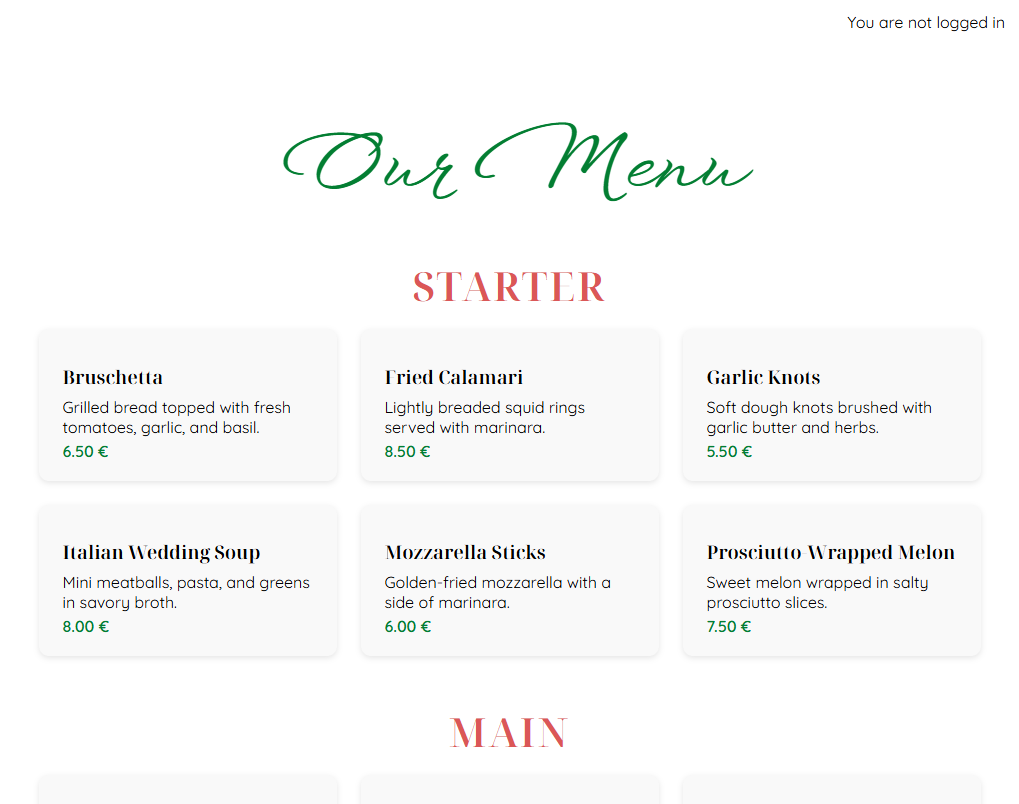 You are not logged in
Our Menu
STARTER
Bruschetta
Grilled bread topped with fresh
tomatoes, garlic, and basil.
6.50 €
Fried Calamari
Lightly breaded squid rings
served with marinara.
8.50 €
Garlic Knots
Soft dough knots brushed with
garlic butter and herbs.
5.50 €
Italian Wedding Soup
Mini meatballs, pasta, and greens
in savory broth.
8.00 €
Mozzarella Sticks
Golden-fried mozzarella with a
side of marinara.
6.00 €
Prosciutto-Wrapped Melon
Sweet melon wrapped in salty
prosciutto slices.
7.50 €
MAIN